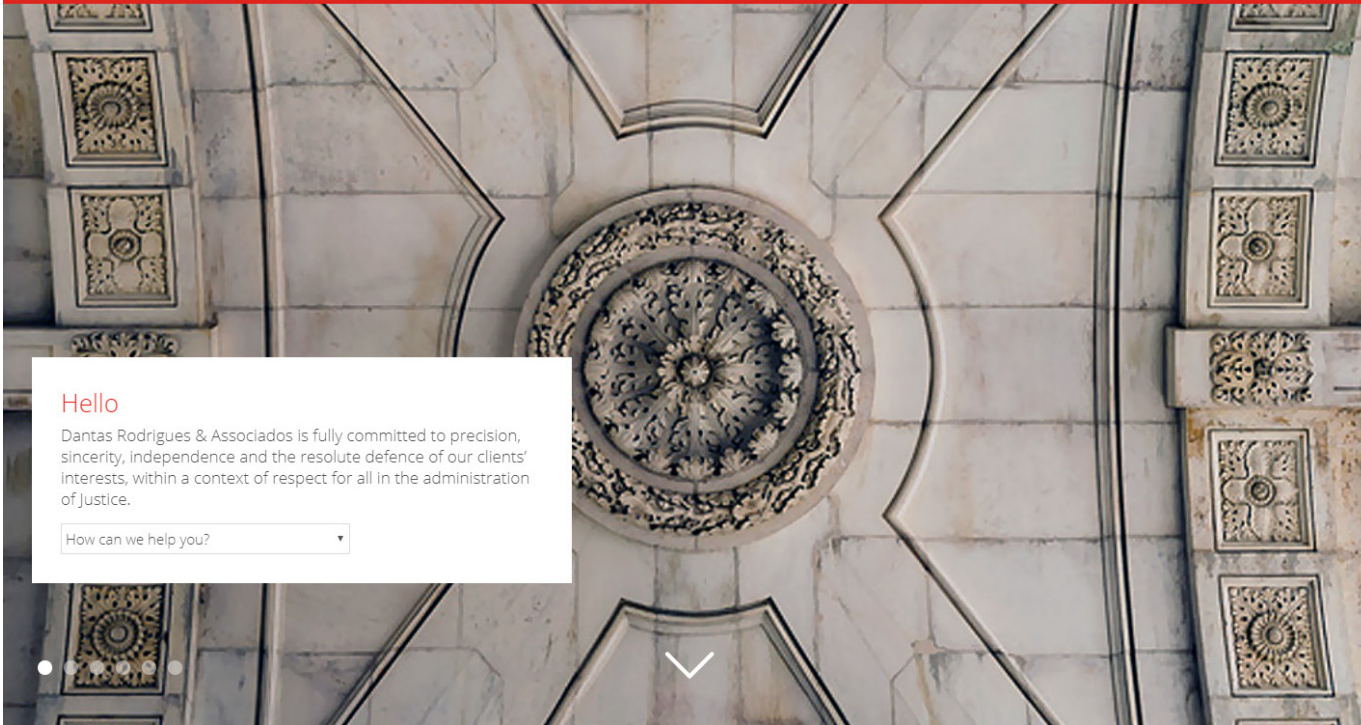 Hello
Dantas Rodrigues & Associados is fully committed to precision,
sincerity, independence and the resolute defence of our clients'
interests, within a context of respect for all in the administration
of Justice.
How can we help you?